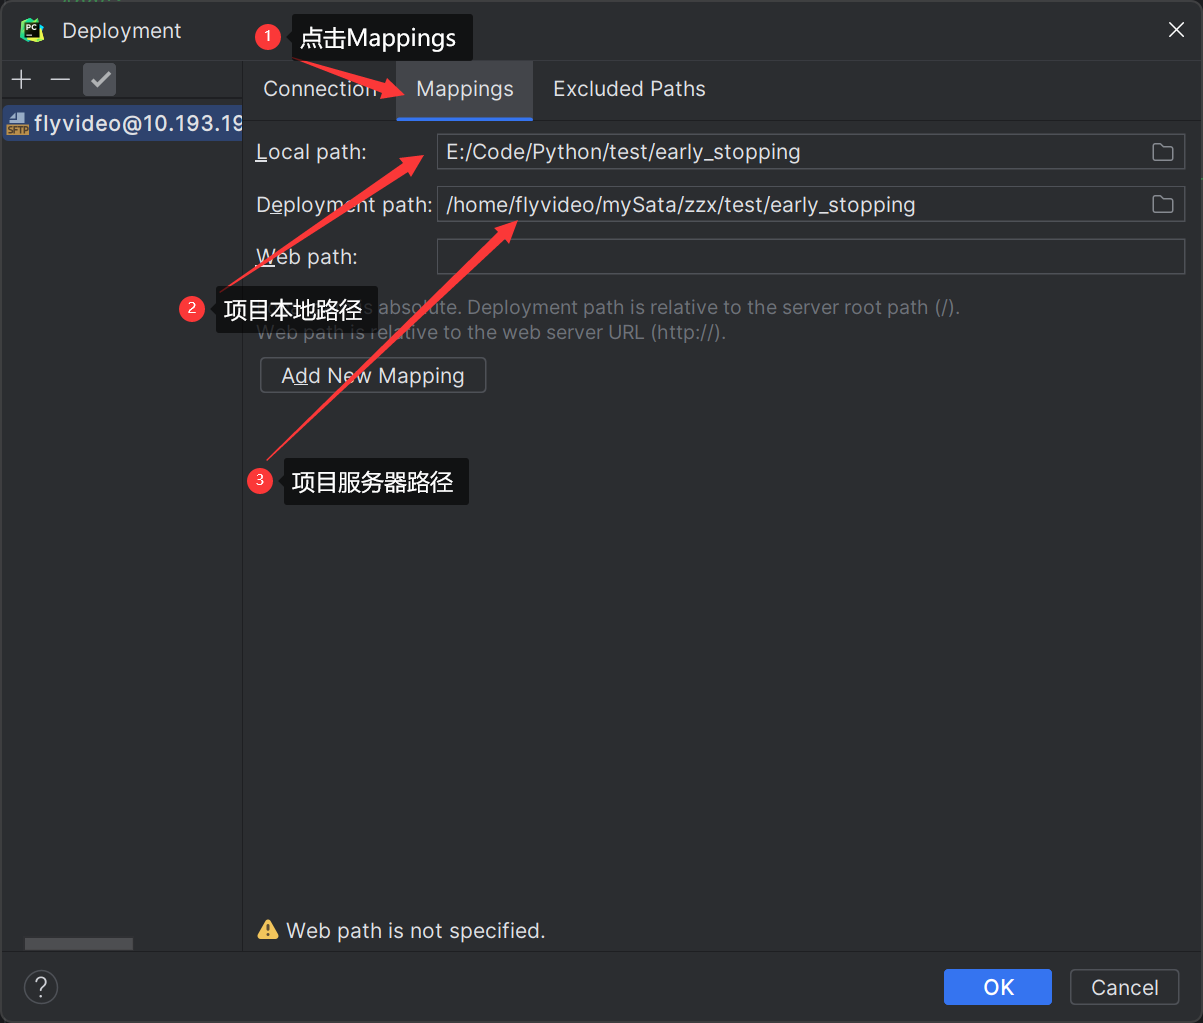 Deployment
1 点击Mappings
flyvideo@10.193.19
SFTP
Connection Mappings Excluded Paths
Local path: E:/Code/Python/test/early_stopping
Deployment path: /home/flyvideo/mySata/zzx/test/early_stopping
Web path:
2 项目本地路径
absolute. Deployment path is relative to the server root path (/).
Web path is relative to the web server URL (http://).
Add New Mapping
3 项目服务器路径
Web path is not specified.
? OK Cancel